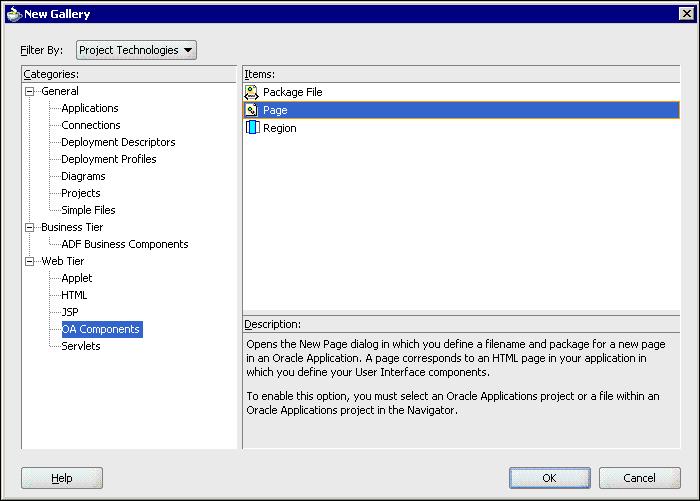 New Gallery
Filter By: Project Technologies
Categories:
General
Applications
Connections
Deployment Descriptors
Deployment Profiles
Diagrams
Projects
Simple Files
Business Tier
ADF Business Components
Web Tier
Applet
HTML
JSP
OA Components
Servlets
Items:
Package File
Page
Region
Description:
Opens the New Page dialog in which you define a filename and package for a new page
in an Oracle Application. A page corresponds to an HTML page in your application in
which you define your User Interface components.
To enable this option, you must select an Oracle Applications project or a file within an
Oracle Applications project in the Navigator.
Help
OK
Cancel